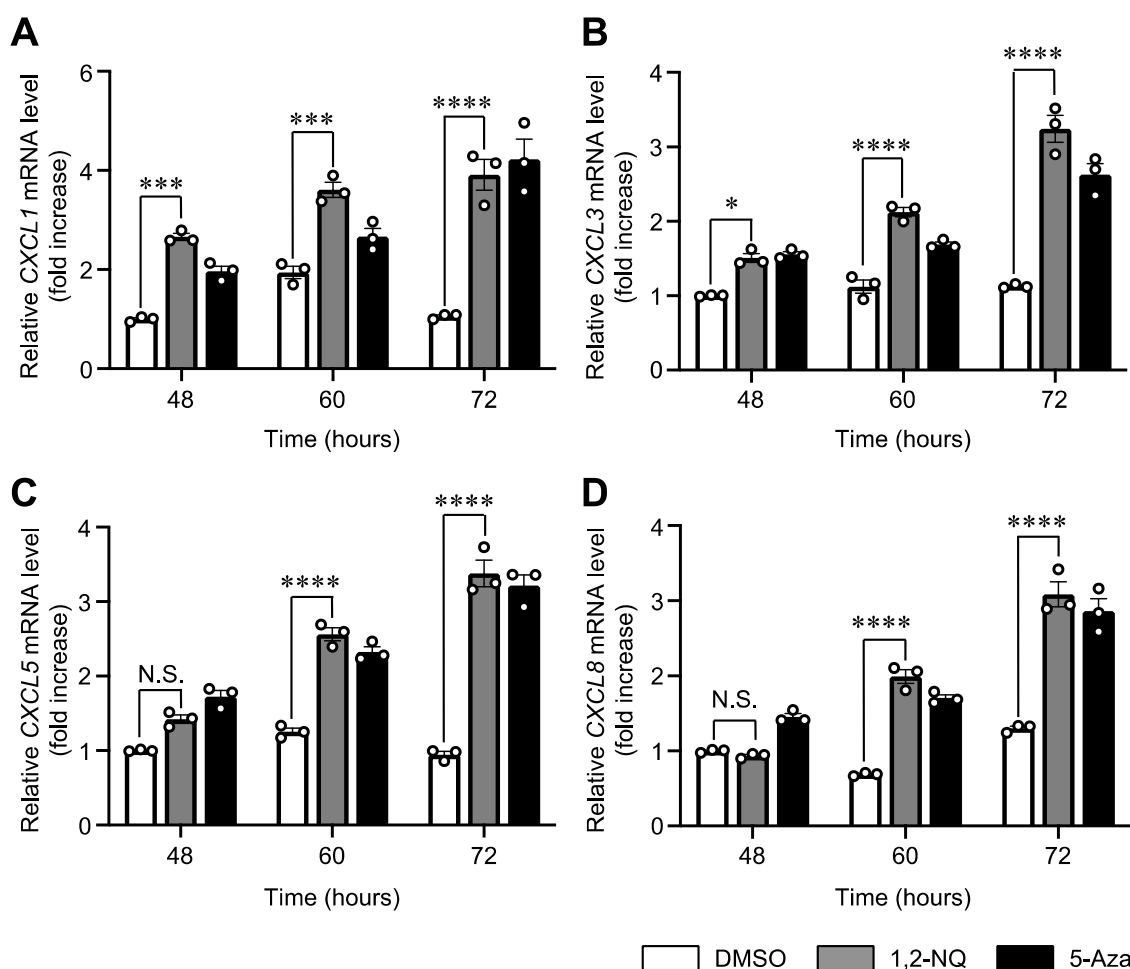 A
Relative CXCL1 mRNA level
(fold increase)
6
4
2
0
***
***
****
48
60
72
Time (hours)
B
Relative CXCL3 mRNA level
(fold increase)
4
3
2
1
0
*
****
****
48
60
72
Time (hours)
C
Relative CXCL5 mRNA level
(fold increase)
4
3
2
1
0
N.S.
****
****
48
60
72
Time (hours)
D
Relative CXCL8 mRNA level
(fold increase)
4
3
2
1
0
N.S.
****
****
48
60
72
Time (hours)
DMSO
1,2-NQ
5-Aza